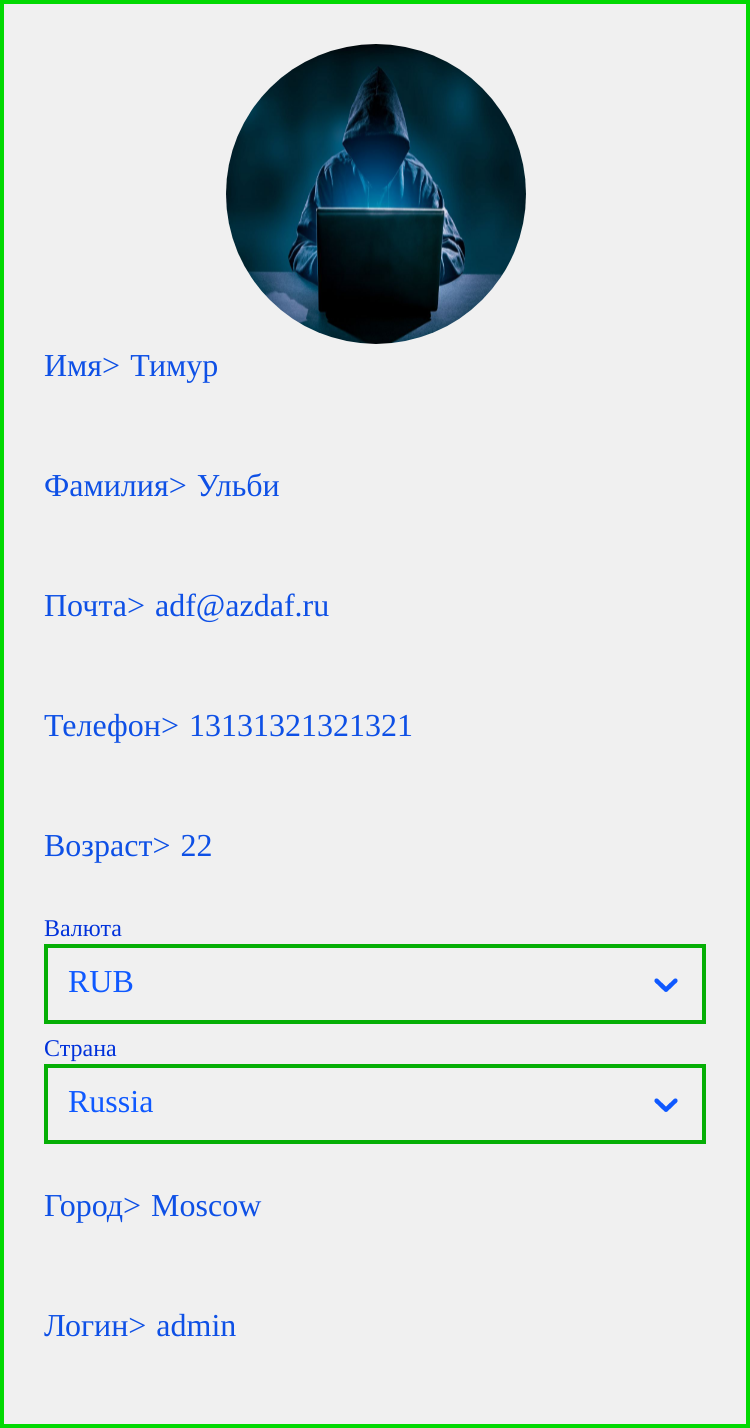 Имя> Тимур
Фамилия> Ульби
Почта> adf@azdaf.ru
Телефон> 13131321321321
Возраст> 22
Валюта
RUB
Страна
Russia
Город> Moscow
Логин> admin